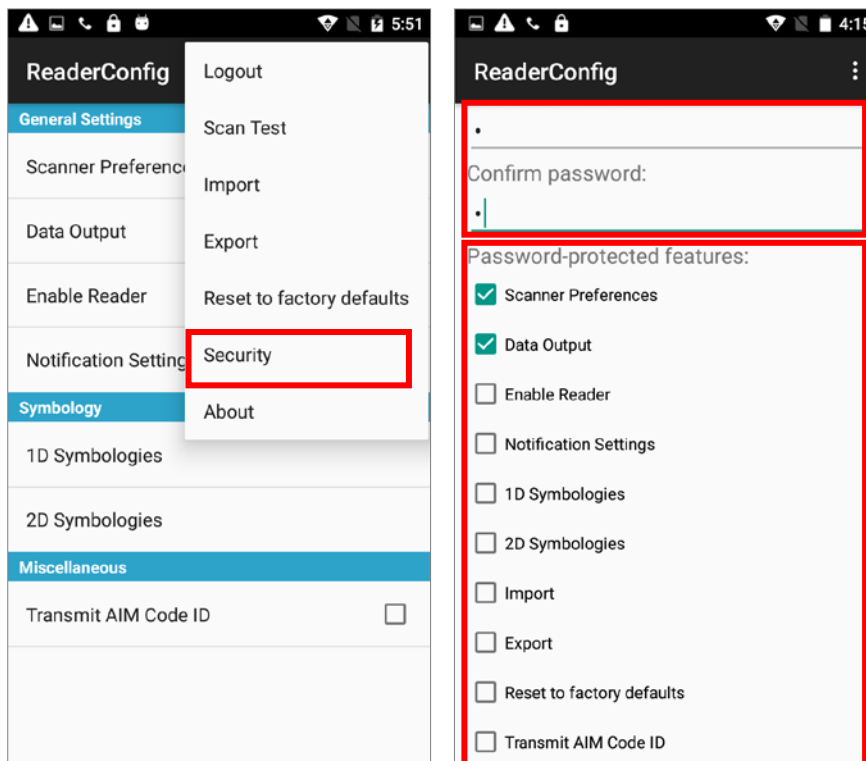 5:51
ReaderConfig
Logout
General Settings
Scan Test
Scanner Preferenc
Import
Data Output
Export
Enable Reader
Reset to factory defaults
Notification Setting
Security
Symbology
About
1D Symbologies
2D Symbologies
Miscellaneous
Transmit AIM Code ID
4:15
ReaderConfig
Confirm password:
Password-protected features:
Scanner Preferences
Data Output
Enable Reader
Notification Settings
1D Symbologies
2D Symbologies
Import
Export
Reset to factory defaults
Transmit AIM Code ID